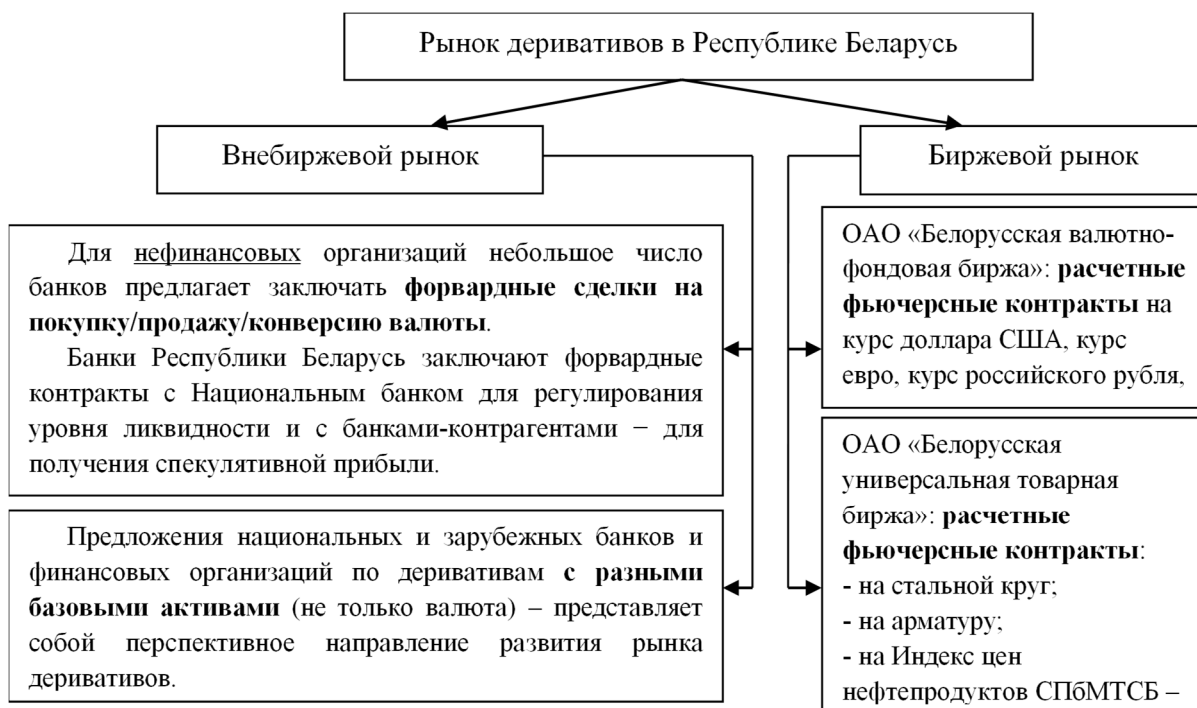 Рынок деривативов в Республике Беларусь
Внебиржевой рынок
Биржевой рынок
Для нефинансовых организаций небольшое число
банков предлагает заключать форвардные сделки на
покупку/продажу/конверсию валюты.
Банки Республики Беларусь заключают форвардные
контракты с Национальным банком для регулирования
уровня ликвидности и с банками-контрагентами – для
получения спекулятивной прибыли.
Предложения национальных и зарубежных банков и
финансовых организаций по деривативам с разными
базовыми активами (не только валюта) – представляет
собой перспективное направление развития рынка
деривативов.
ОАО «Белорусская валютно-
фондовая биржа»: расчетные
фьючерсные контракты на
курс доллара США, курс
евро, курс российского рубля,
ОАО «Белорусская
универсальная товарная
биржа»: расчетные
фьючерсные контракты:
- на стальной круг;
- на арматуру;
- на Индекс цен
нефтепродуктов СПбМТСБ –